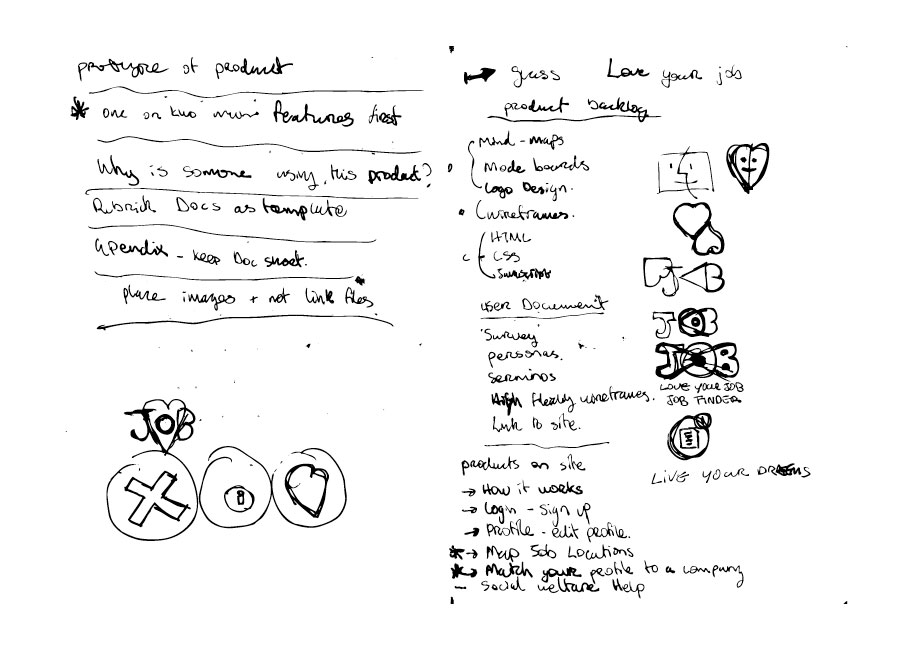 prototype of product
* one or two main features first
Why is someone using this product?
Rubrick Docs as template
apendix - keep Doc short.
place images + not link files
JOB
i
Love your job
product backlog
Mind-maps
Mode boards
Logo Design.
wireframes.
HTML
CSS
User Document
Survey
personas.
High wireframes.
Link to site.
JOB
JOB
LOVE YOUR JOB
JOB FINDER
LIVE YOUR DREAMS
products on site
→ How it works
→ Login - Sign up
→ Profile - edit profile.
*→ Map Job Locations
*→ Match your profile to a company
- Social welfare Help